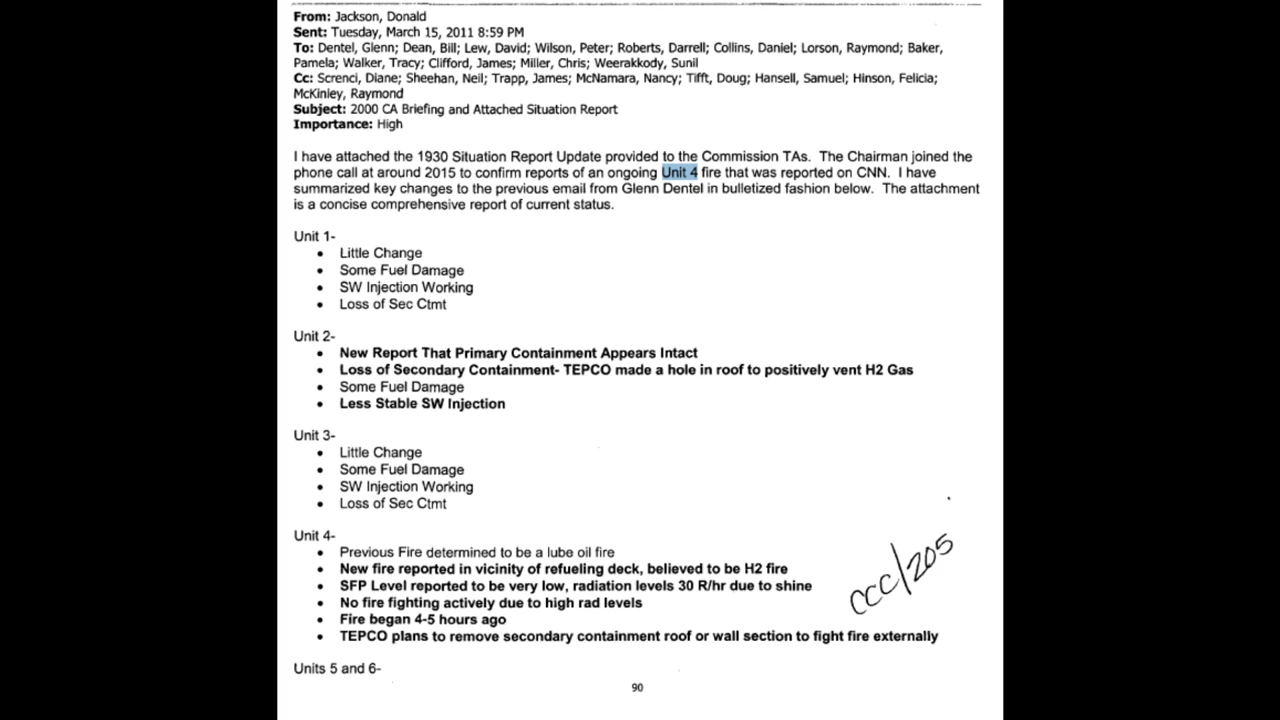 From: Jackson, Donald
Sent: Tuesday, March 15, 2011 8:59 PM
To: Dentel, Glenn; Dean, Bill; Lew, David; Wilson, Peter; Roberts, Darrell; Collins, Daniel; Lorson, Raymond; Baker,
Pamela; Walker, Tracy; Clifford, James; Miller, Chris; Weerakkody, Sunil
Cc: Screnci, Diane; Sheehan, Neil; Trapp, James; McNamara, Nancy; Tifft, Doug; Hansell, Samuel; Hinson, Felicia;
McKinley, Raymond
Subject: 2000 CA Briefing and Attached Situation Report
Importance: High
I have attached the 1930 Situation Report Update provided to the Commission TAs. The Chairman joined the
phone call at around 2015 to confirm reports of an ongoing Unit 4 fire that was reported on CNN. I have
summarized key changes to the previous email from Glenn Dentel in bulletized fashion below. The attachment
is a concise comprehensive report of current status.
Unit 1-
• Little Change
• Some Fuel Damage
• SW Injection Working
• Loss of Sec Ctmt
Unit 2-
• New Report That Primary Containment Appears Intact
• Loss of Secondary Containment- TEPCO made a hole in roof to positively vent H2 Gas
• Some Fuel Damage
• Less Stable SW Injection
Unit 3-
• Little Change
• Some Fuel Damage
• SW Injection Working
• Loss of Sec Ctmt
Unit 4-
• Previous Fire determined to be a lube oil fire
• New fire reported in vicinity of refueling deck, believed to be H2 fire
• SFP Level reported to be very low, radiation levels 30 R/hr due to shine
• No fire fighting actively due to high rad levels
• Fire began 4-5 hours ago
• TEPCO plans to remove secondary containment roof or wall section to fight fire externally
CCC/205
Units 5 and 6-
90